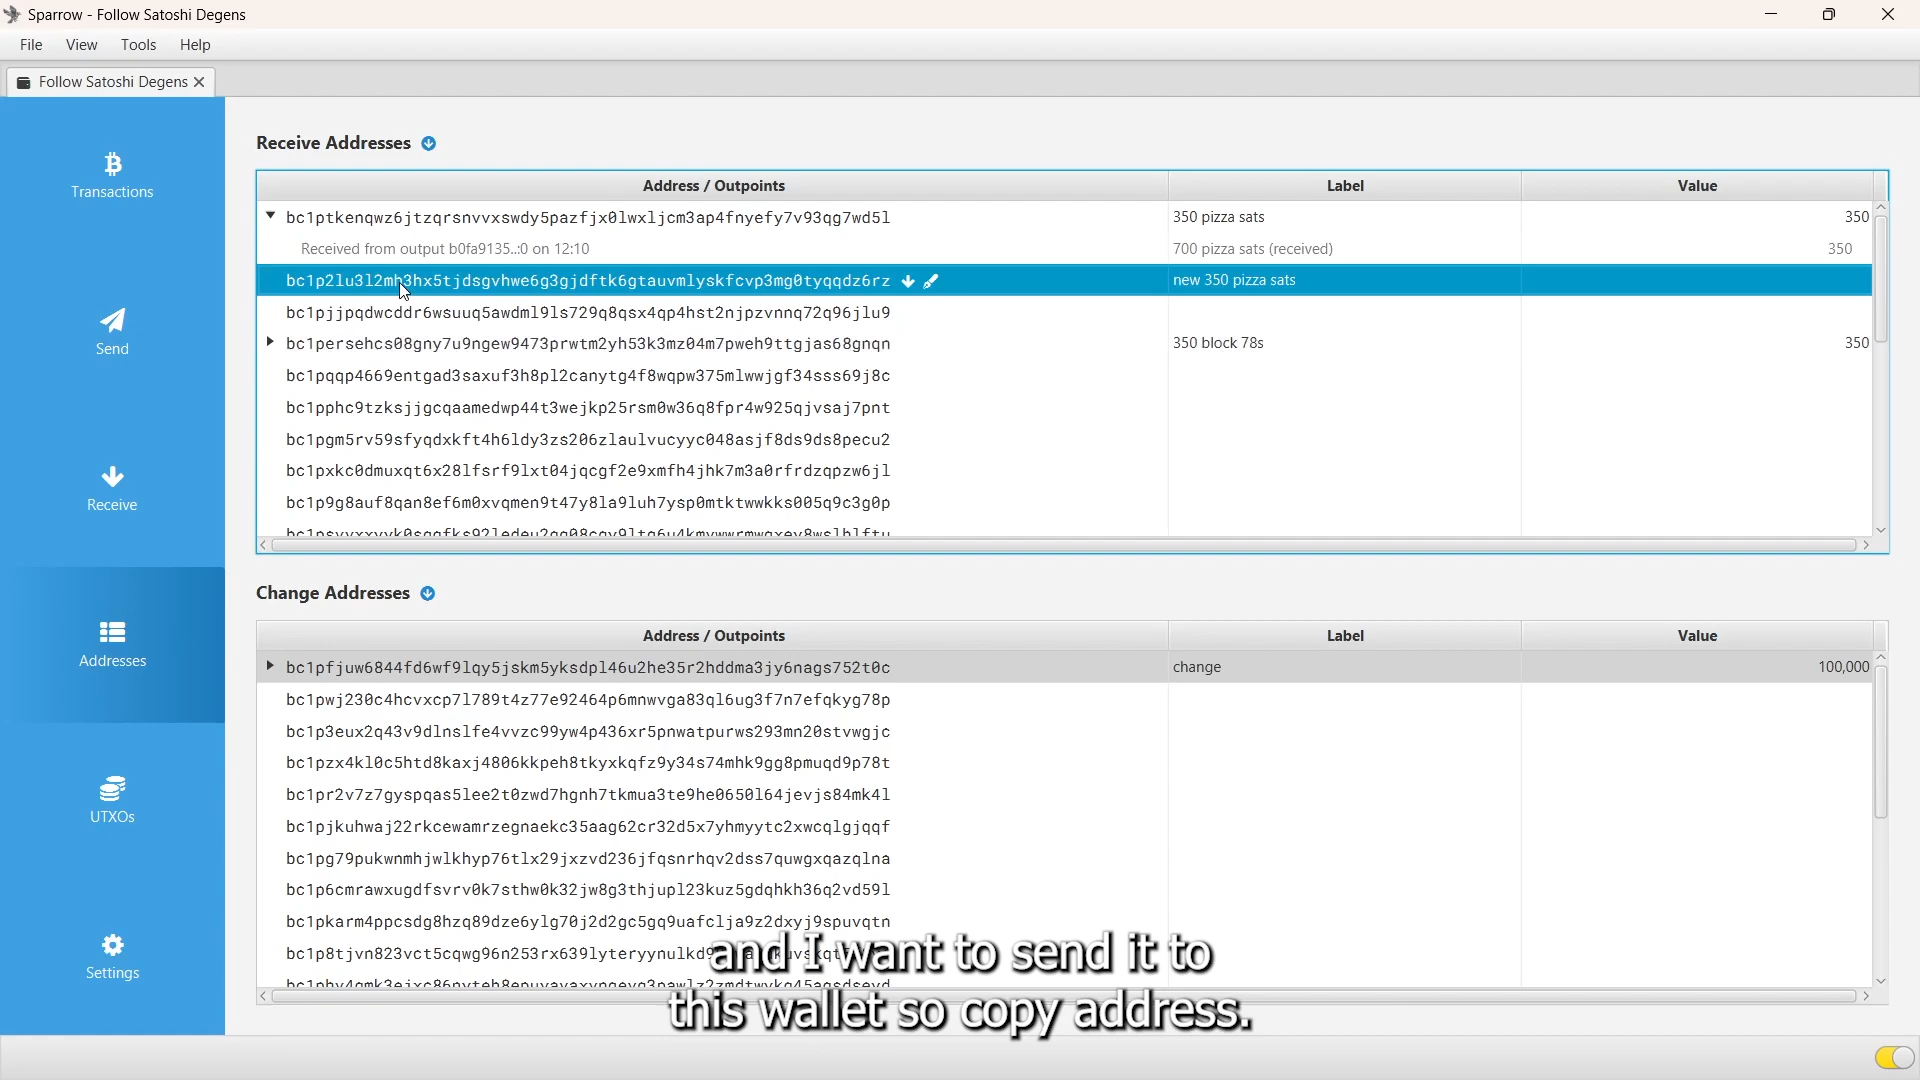 Sparrow - Follow Satoshi Degens
File View Tools Help
Follow Satoshi Degens
Transactions
Send
Receive
Addresses
UTXOs
Settings
Receive Addresses
Address / Outpoints Label Value
bc1ptkenqwz6jtzqrsnvvxswdy5pazfjx0lwxljcm3ap4fnyefy7v93qg7wd5l 350 pizza sats 350
Received from output b0fa9135..:0 on 12:10 700 pizza sats (received) 350
bc1p2lu3l2mh3hx5tjdsgvhwe6g3gjdftk6gtauvmlyskfcvp3mg0tyqqdz6rz new 350 pizza sats
bc1pjjpqdwcddr6wsuuq5awdml9ls729q8qsx4qp4hst2njpzvnnq72q96jlu9
bc1persehcs08gny7u9ngew9473prwtm2yh53k3mz04m7pweh9ttgjas68gnqn 350 block 78s 350
bc1pqqp4669entgad3saxuf3h8pl2canytg4f8wqpw375mlwwjgf34sss69j8c
bc1pphc9tzksjjgcqaamedwp44t3wejkp25rsm0w36q8fpr4w925qjvsaj7pnt
bc1pgm5rv59sfyqdxkft4h6ldy3zs206zlaulvucyyc048asjf8ds9ds8pecu2
bc1pxkc0dmuxqt6x28lfsrf9lxt04jqcgf2e9xmfh4jhk7m3a0rfrdzqpzw6jl
bc1p9g8auf8qan8ef6m0xvqmen9t47y8la9luh7ysp0mtktwwkks005q9c3g0p
Change Addresses
Address / Outpoints Label Value
bc1pfjuw6844fd6wf9lqy5jskm5yksdpl46u2he35r2hddma3jy6nags752t0c change 100,000
bc1pwj230c4hcvxcp7l789t4z77e92464p6mnwvga83ql6ug3f7n7efqkyg78p
bc1p3eux2q43v9dlnslfe4vvzc99yw4p436xr5pnwatpurws293mn20stvwgjc
bc1pzx4kl0c5htd8kaxj4806kkpeh8tkyxkqfz9y34s74mhk9gg8pmuqd9p78t
bc1pr2v7z7gyspqas5lee2t0zwd7hgnh7tkmua3te9he0650l64jevjs84mk4l
bc1pjkuhwaj22rkcewamrzegnaekc35aag62cr32d5x7yhmyytc2xwcqlgjqqf
bc1pg79pukwnmhjwlkhyp76tlx29jxzvd236jfqsnrhqv2dss7quwgxqazqlna
bc1p6cmrawxugdfsvrv0k7sthw0k32jw8g3thjupl23kuz5gdqhkh36q2vd59l
bc1pkarm4ppcsdg8hzq89dze6ylg70j2d2gc5gq9uafclja9z2dxyj9spuvqtn
and I want to send it to
this wallet so copy address.